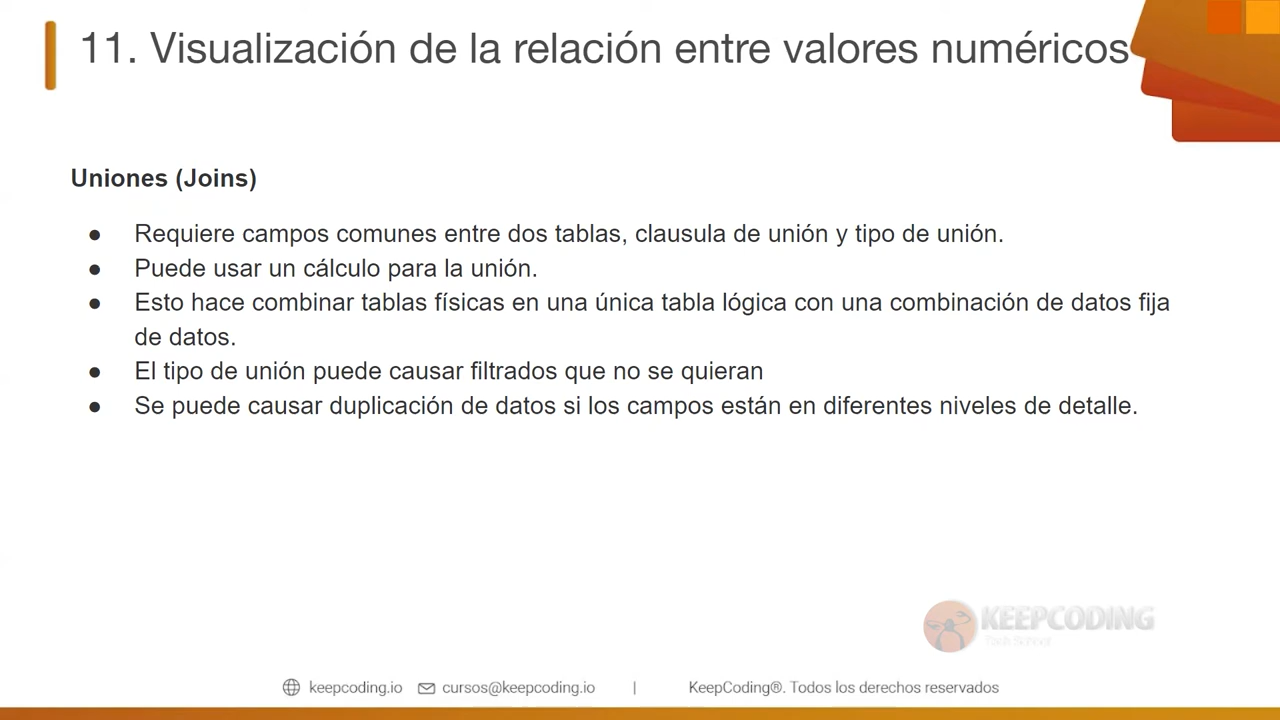 11. Visualización de la relación entre valores numéricos
Uniones (Joins)
● Requiere campos comunes entre dos tablas, clausula de unión y tipo de unión.
● Puede usar un cálculo para la unión.
● Esto hace combinar tablas físicas en una única tabla lógica con una combinación de datos fija
de datos.
● El tipo de unión puede causar filtrados que no se quieran
● Se puede causar duplicación de datos si los campos están en diferentes niveles de detalle.
KEEPCODING
Tech School
keepcoding.io cursos@keepcoding.io | KeepCoding®. Todos los derechos reservados